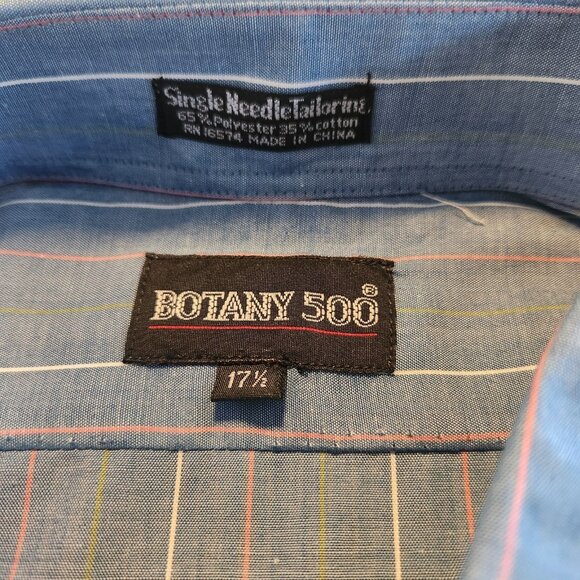 Single Needle Tailoring
65% Polyester 35% cotton
RN 16574 MADE IN CHINA
BOTANY 500®
17½